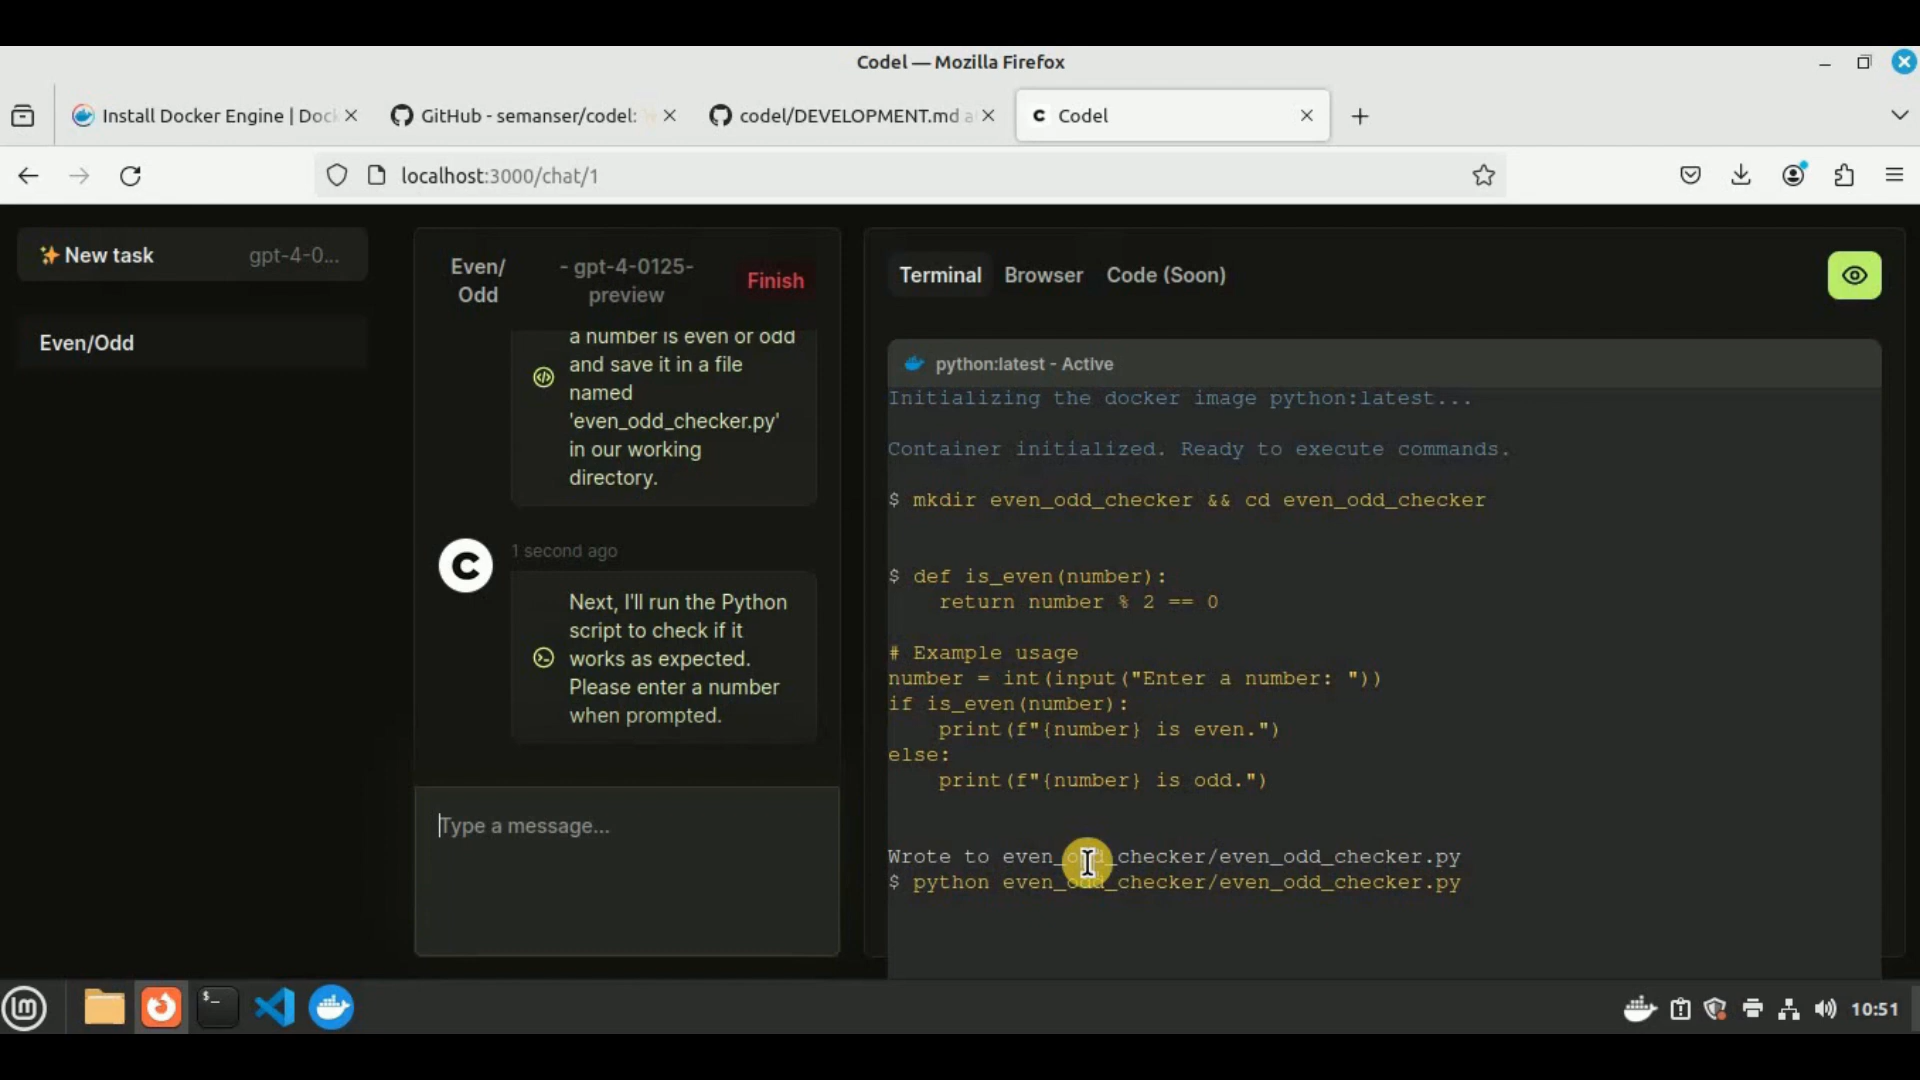 Codel — Mozilla Firefox
Install Docker Engine | Doc
GitHub - semanser/codel:
codel/DEVELOPMENT.md a
Codel
localhost:3000/chat/1
✨ New task
gpt-4-0...
Even/Odd
Even/
Odd
- gpt-4-0125-
preview
Finish
a number is even or odd
and save it in a file
named
'even_odd_checker.py'
in our working
directory.
1 second ago
Next, I'll run the Python
script to check if it
works as expected.
Please enter a number
when prompted.
Type a message...
Terminal
Browser
Code (Soon)
python:latest - Active
Initializing the docker image python:latest...
Container initialized. Ready to execute commands.
$ mkdir even_odd_checker && cd even_odd_checker
$ def is_even(number):
    return number % 2 == 0
# Example usage
number = int(input("Enter a number: "))
if is_even(number):
    print(f"{number} is even.")
else:
    print(f"{number} is odd.")
Wrote to even_odd_checker/even_odd_checker.py
$ python even_odd_checker/even_odd_checker.py
10:51